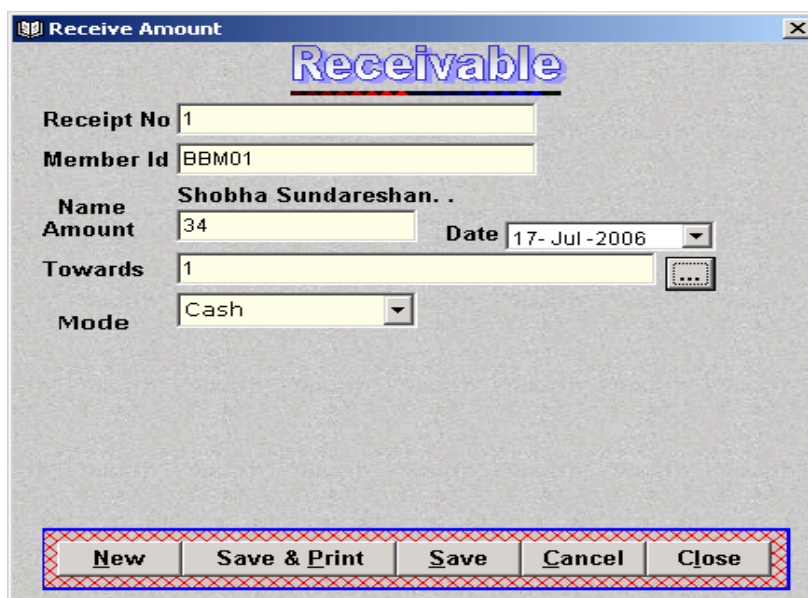 Receive Amount
Receivable
Receipt No 1
Member Id BBM01
Name Shobha Sundareshan. .
Amount 34 Date 17- Jul -2006
Towards 1 ...
Mode Cash
New Save & Print Save Cancel Close